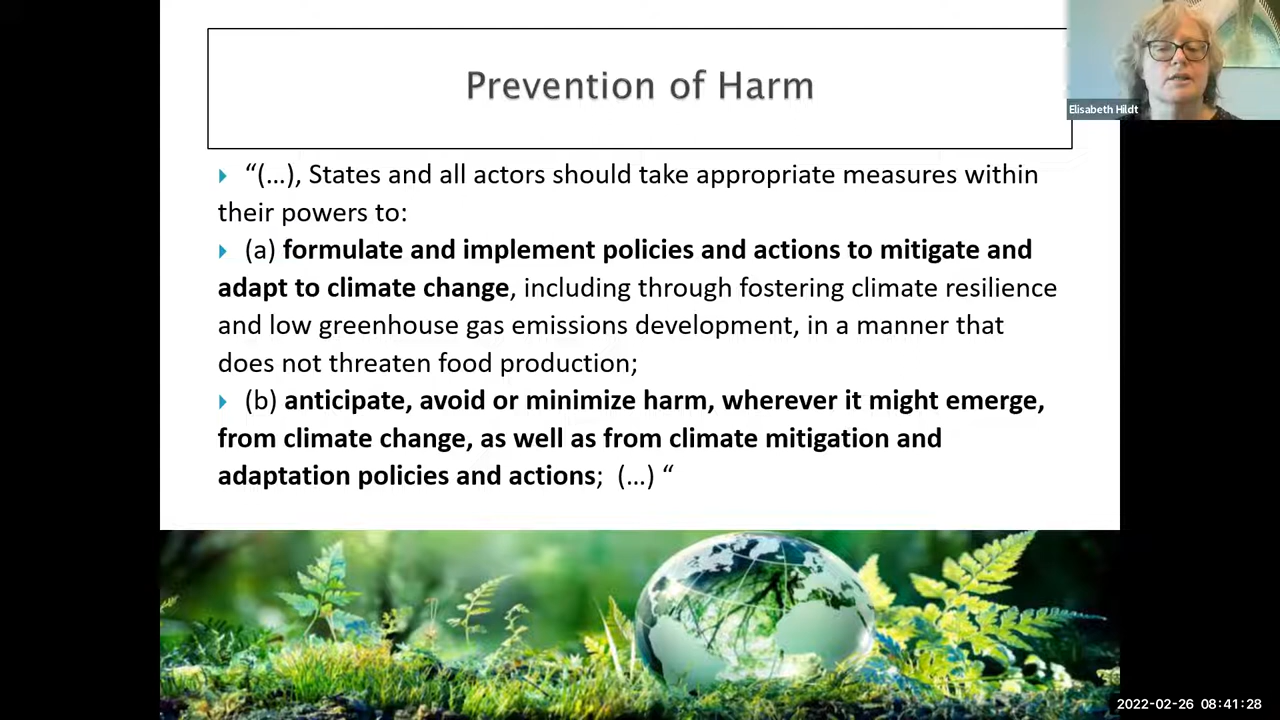 Prevention of Harm
Elisabeth Hildt
“(...), States and all actors should take appropriate measures within
their powers to:
(a) formulate and implement policies and actions to mitigate and
adapt to climate change, including through fostering climate resilience
and low greenhouse gas emissions development, in a manner that
does not threaten food production;
(b) anticipate, avoid or minimize harm, wherever it might emerge,
from climate change, as well as from climate mitigation and
adaptation policies and actions;  (...) “
2022-02-26 08:41:28